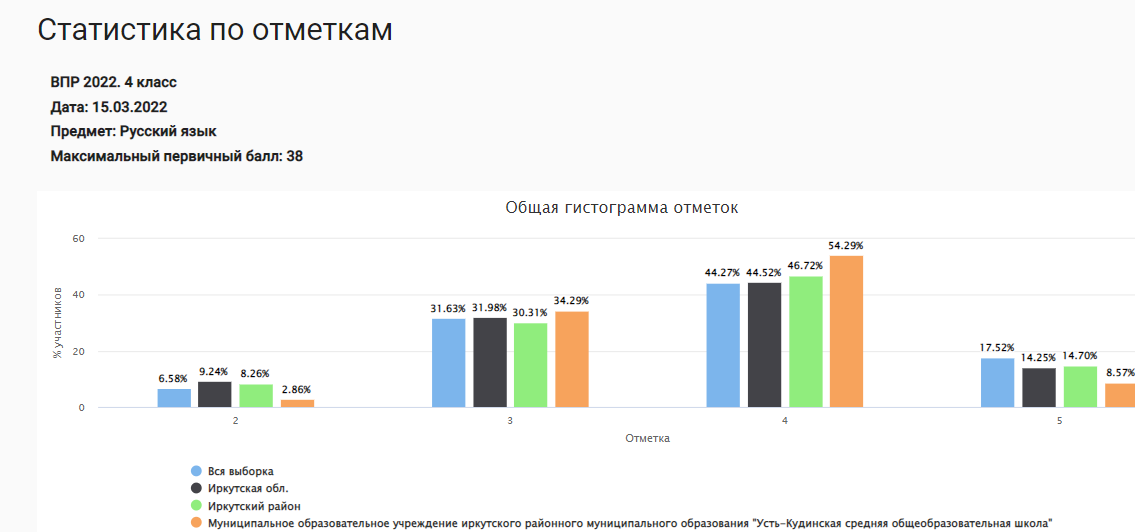 Статистика по отметкам
ВПР 2022. 4 класс
Дата: 15.03.2022
Предмет: Русский язык
Максимальный первичный балл: 38
Общая гистограмма отметок
% участников
60
40
20
0
6.58% 9.24% 8.26% 2.86%
31.63% 31.98% 30.31% 34.29%
44.27% 44.52% 46.72% 54.29%
17.52% 14.25% 14.70% 8.57%
2 3 4 5
Отметка
Вся выборка
Иркутская обл.
Иркутский район
Муниципальное образовательное учреждение иркутского районного муниципального образования "Усть-Кудинская средняя общеобразовательная школа"